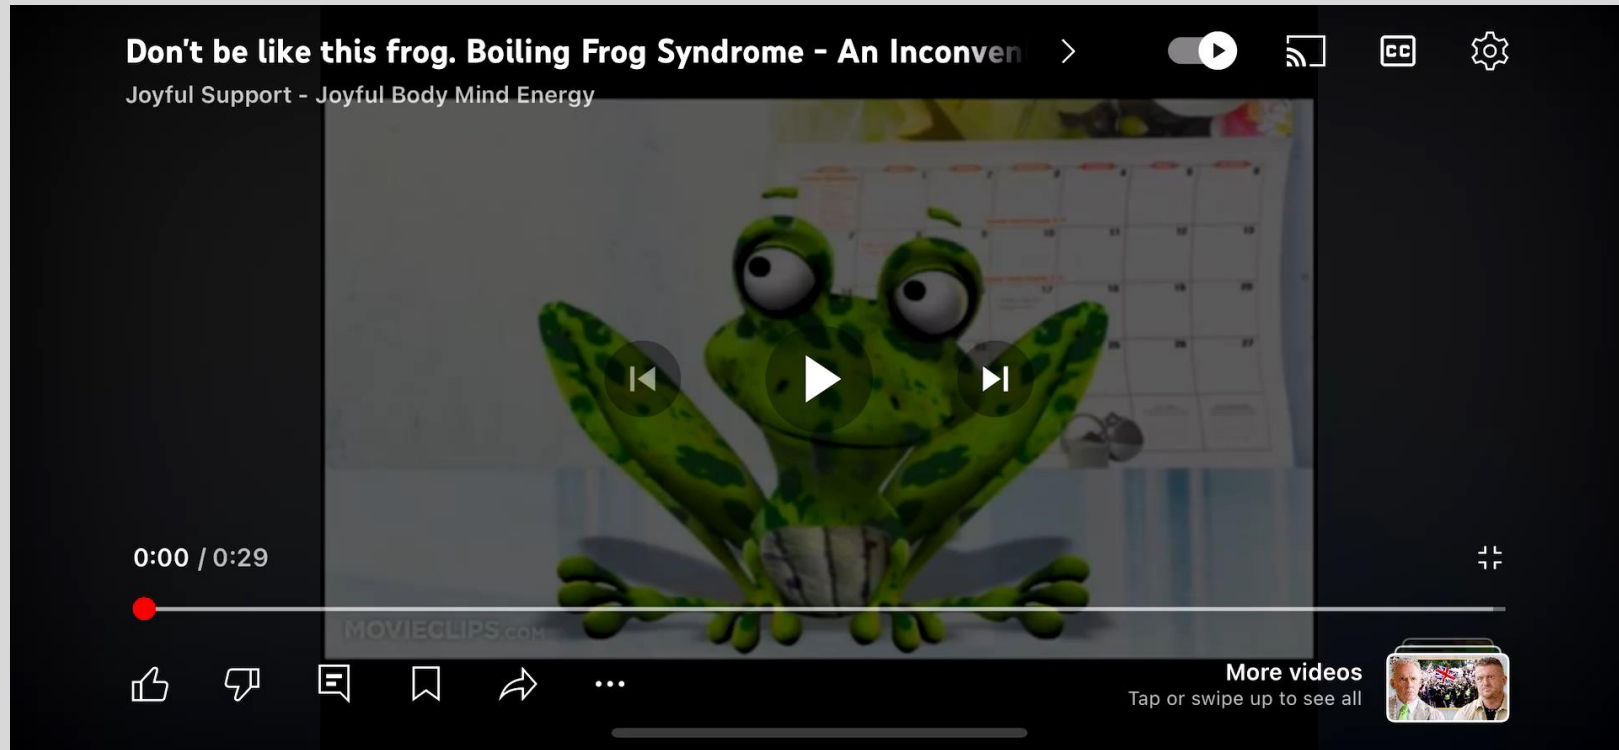 Don't be like this frog. Boiling Frog Syndrome - An Inconven
Joyful Support - Joyful Body Mind Energy
CC
0:00 / 0:29
MOVIECLIPS.COM
More videos
Tap or swipe up to see all